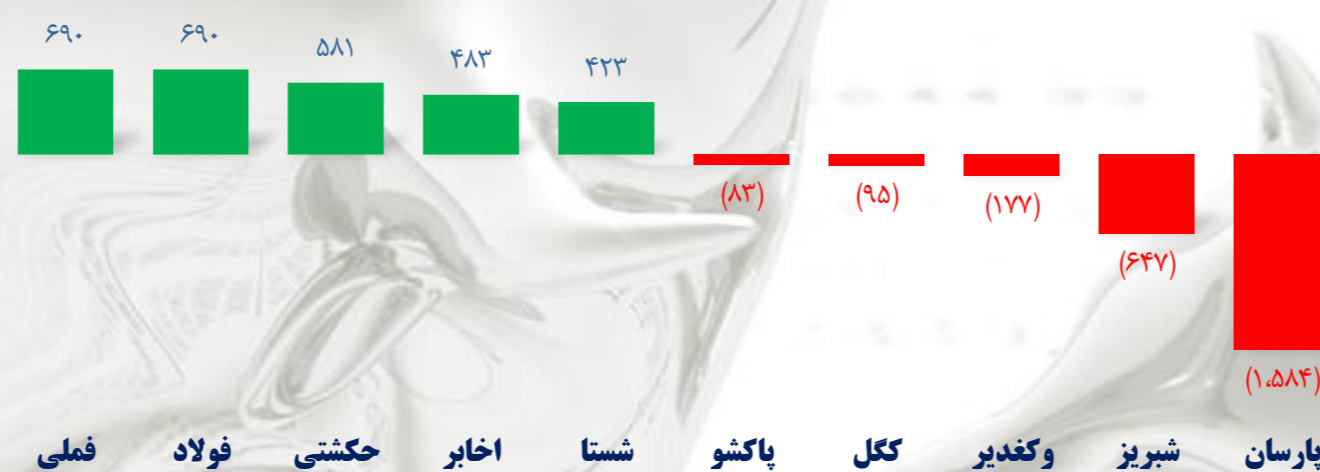 ۶۹۰
۶۹۰
۵۸۱
۴۸۳
۴۲۳
(۸۳)
(۹۵)
(۱۷۷)
(۶۴۷)
(۱،۵۸۴)
فملی
فولاد
حکشتی
اخابر
شستا
پاکشو
کگل
وکغدیر
شبریز
پارسان